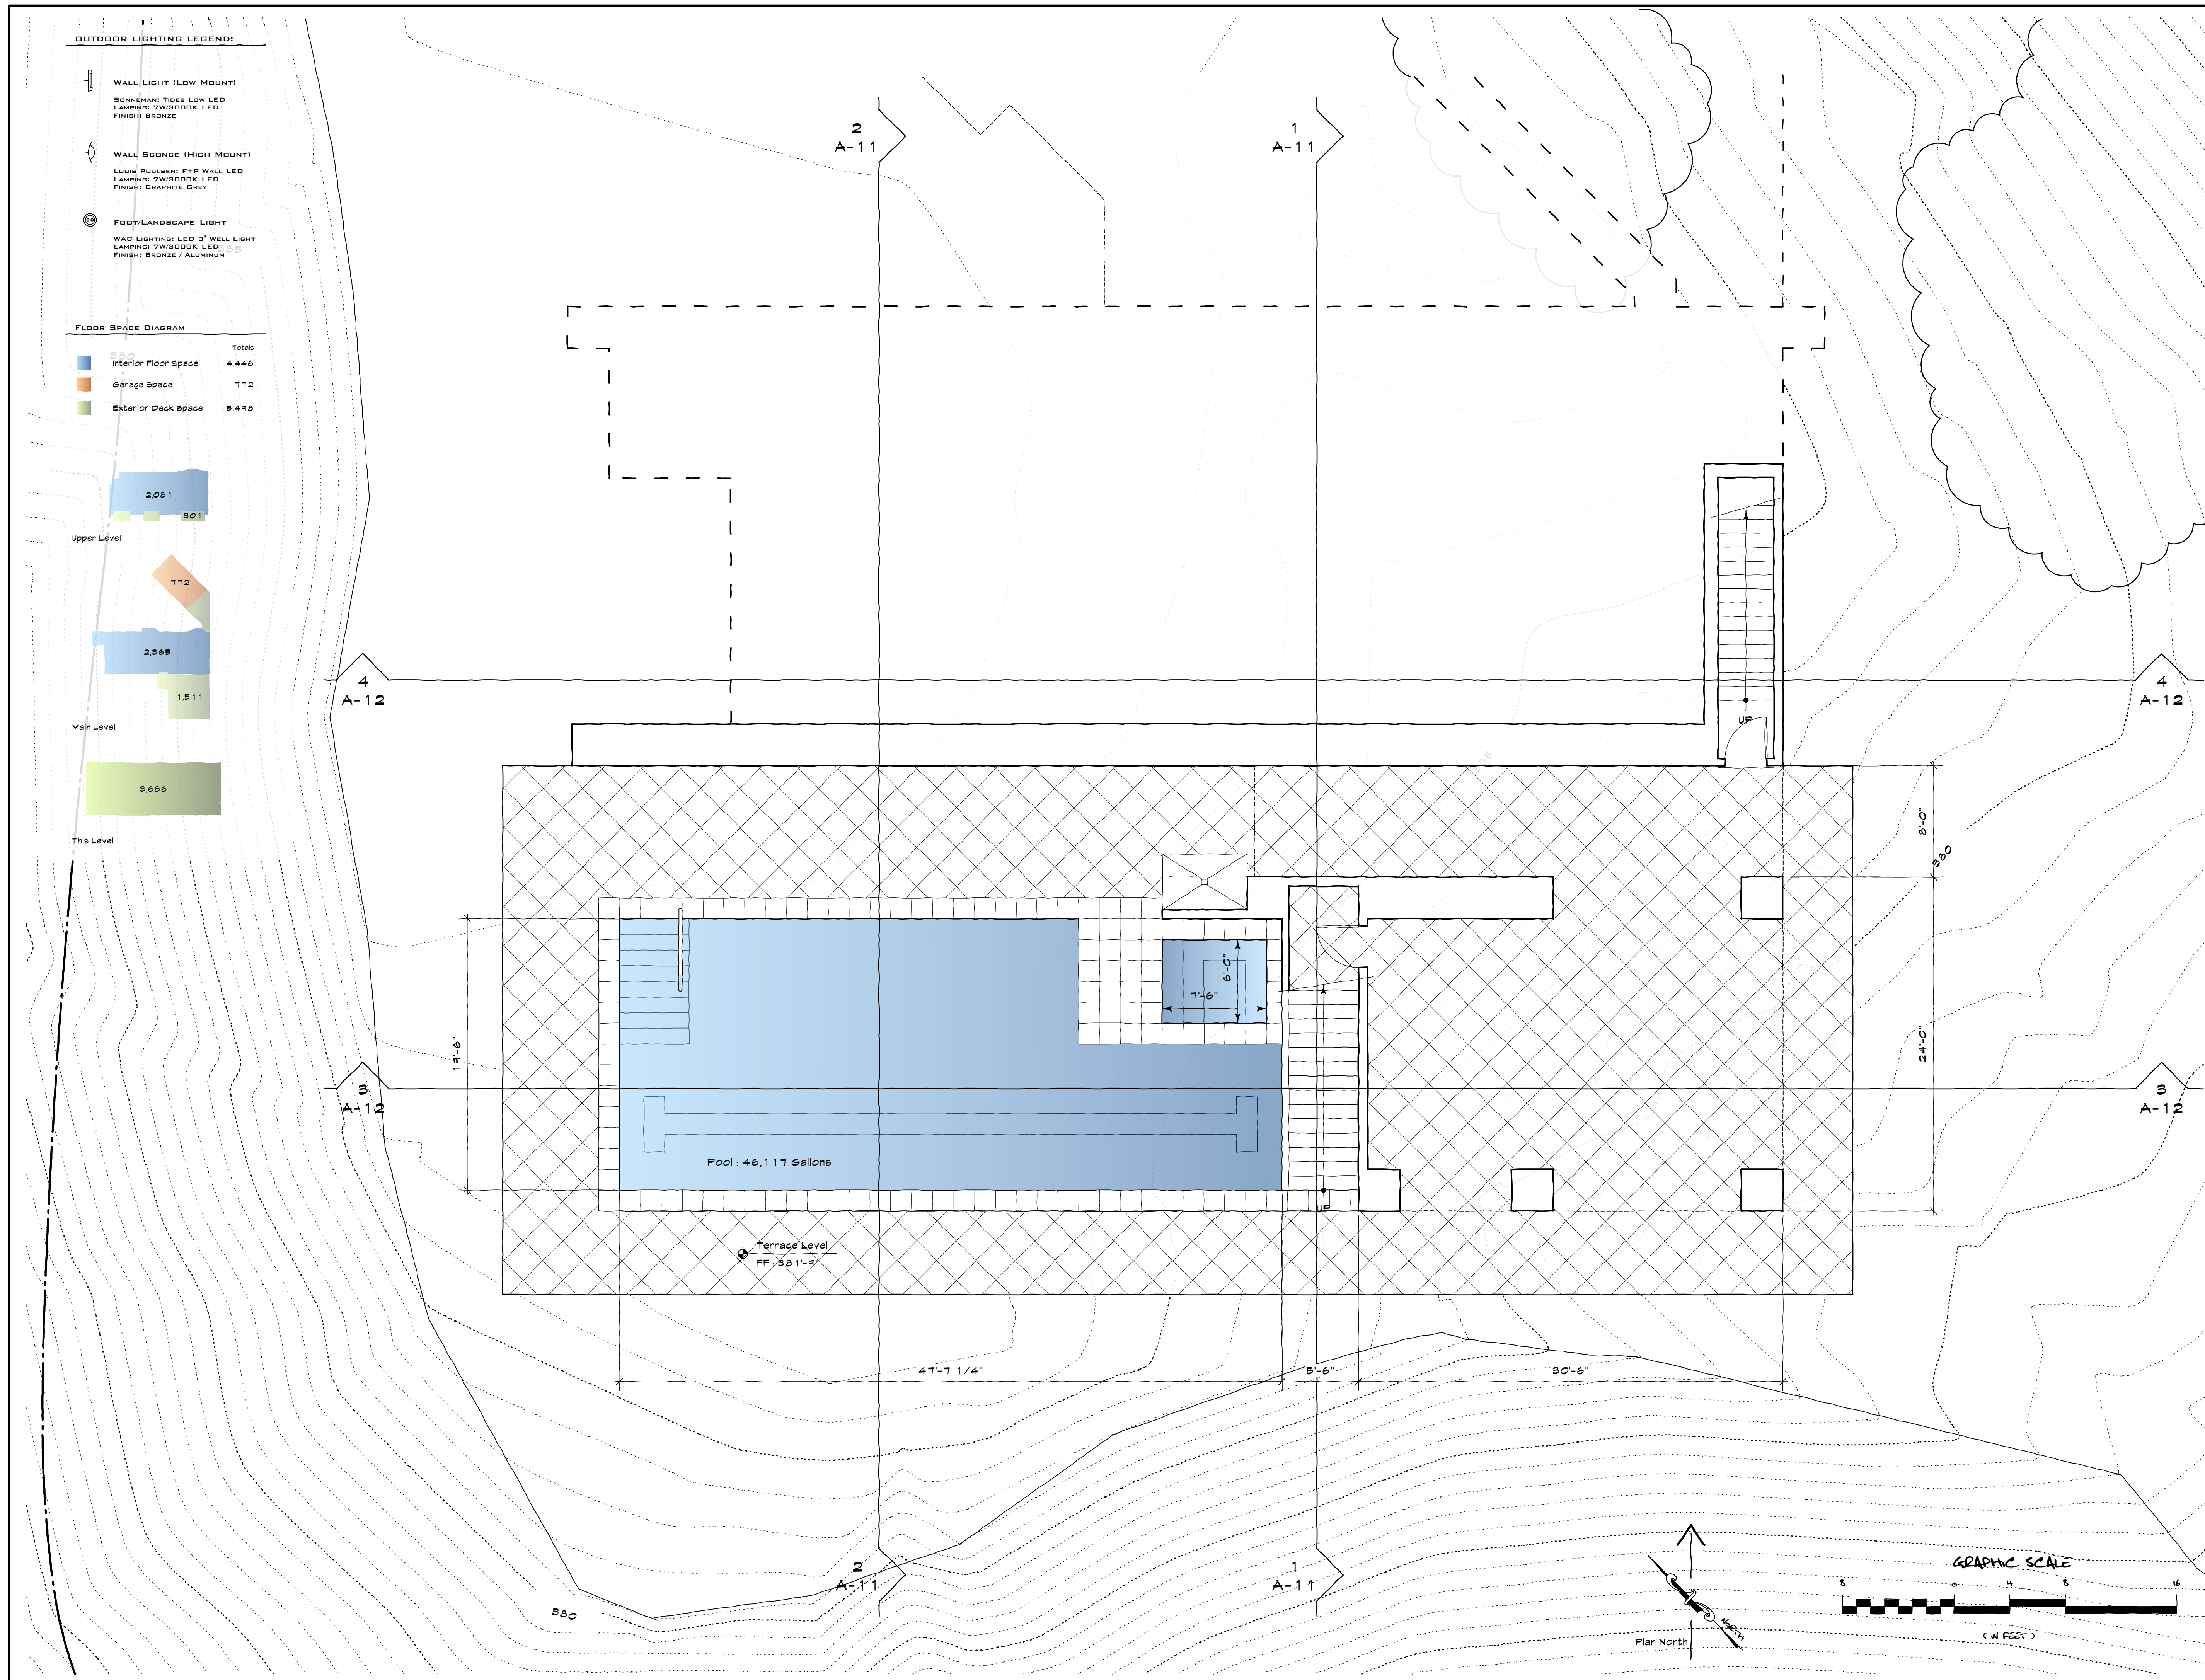 OUTDOOR LIGHTING LEGEND:
WALL LIGHT (LOW MOUNT)
SONNEMAN: TIDES LOW LED
LAMPING: 7W/3000K LED
FINISH: BRONZE
WALL SCONCE (HIGH MOUNT)
LOUIS POULSEN: F+P WALL LED
LAMPING: 7W/3000K LED
FINISH: GRAPHITE GREY
FOOT/LANDSCAPE LIGHT
WAC LIGHTING: LED 3" WELL LIGHT
LAMPING: 7W/3000K LED
FINISH: BRONZE / ALUMINUM
385
FLOOR SPACE DIAGRAM
Totals
380
Interior Floor Space 4,446
Garage Space 772
Exterior Deck Space 5,498
2,081
301
Upper Level
772
2,365
1,511
Main Level
3,686
This Level
2
A-11
1
A-11
4
A-12
4
A-12
UP
385
8'-0"
380
6'-0"
7'-6"
19'-6"
24'-0"
3
A-12
3
A-12
Pool : 46,117 Gallons
UP
Terrace Level
FF : 381'-9"
47'-7 1/4"
5'-6"
30'-6"
2
A-11
1
A-11
380
Plan North
NORTH
GRAPHIC SCALE
8 0 4 8 16
( IN FEET )